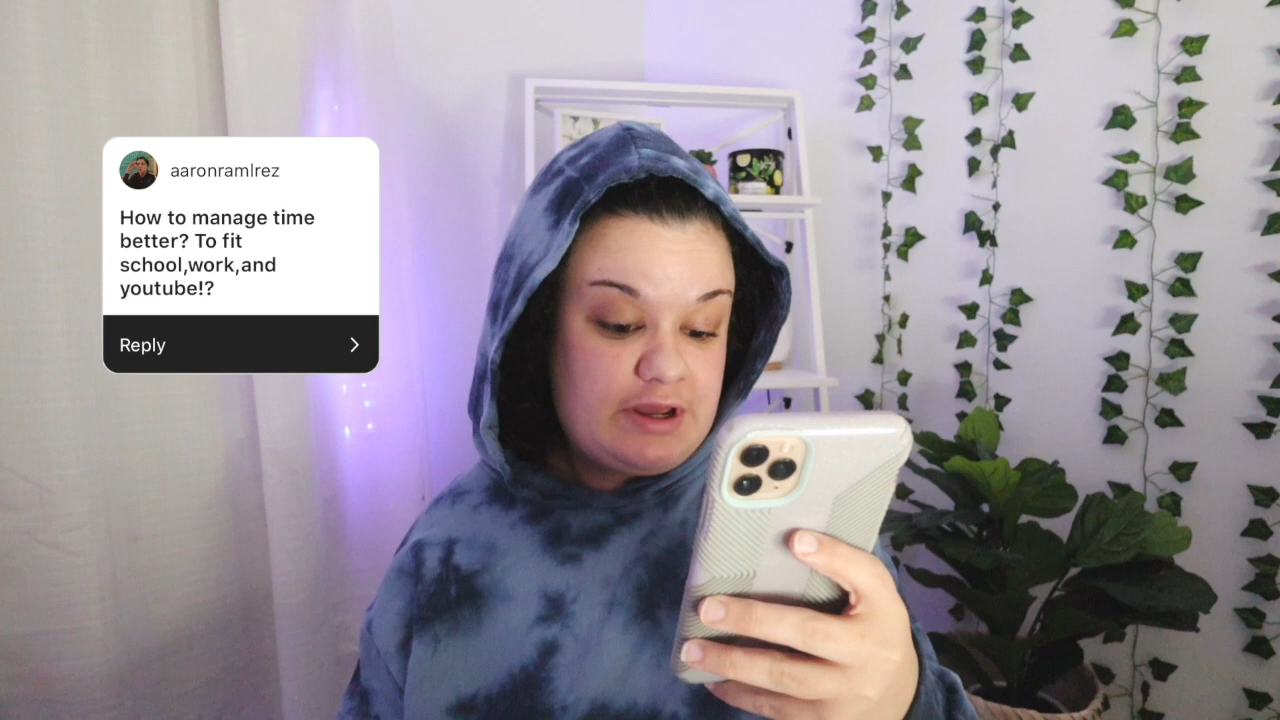 aaronramlrez
How to manage time
better? To fit
school,work,and
youtube!?
Reply